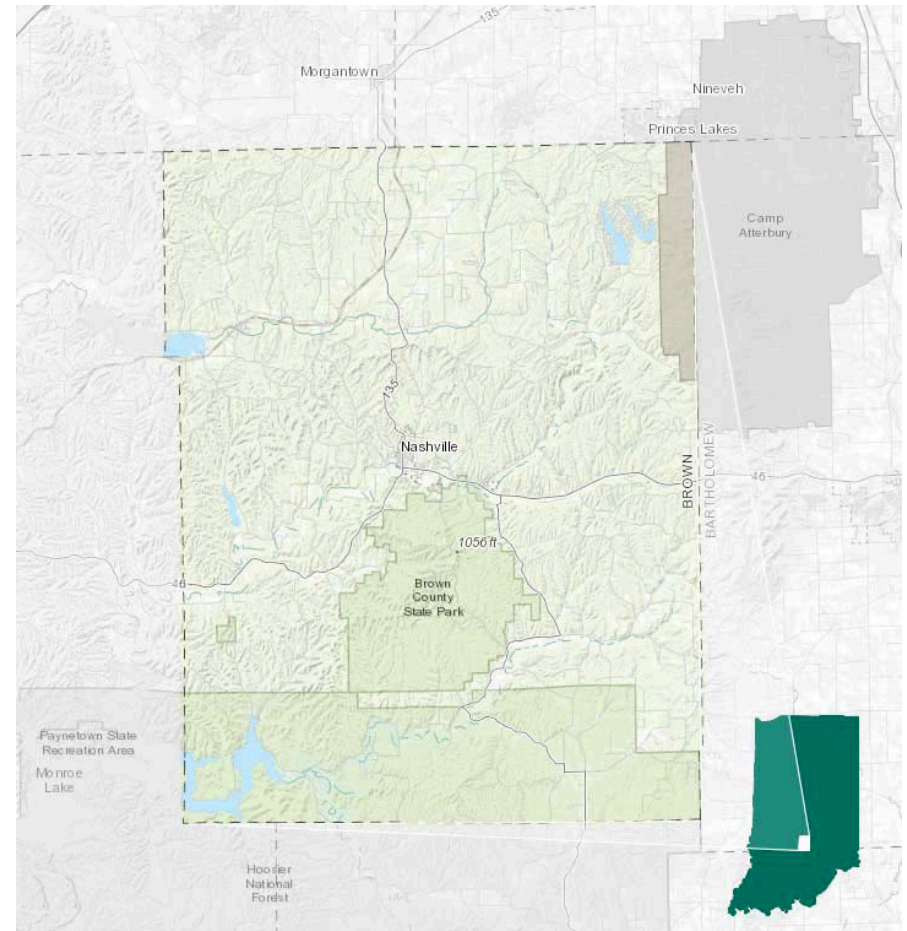 135
Morgantown
Nineveh
Princes Lakes
Camp
Atterbury
135
Nashville
BROWN
BARTHOLOMEW
46
1056 ft
46
Brown
County
State Park
Paynetown State
Recreation Area
Monroe
Lake
Hoosier
National
Forest